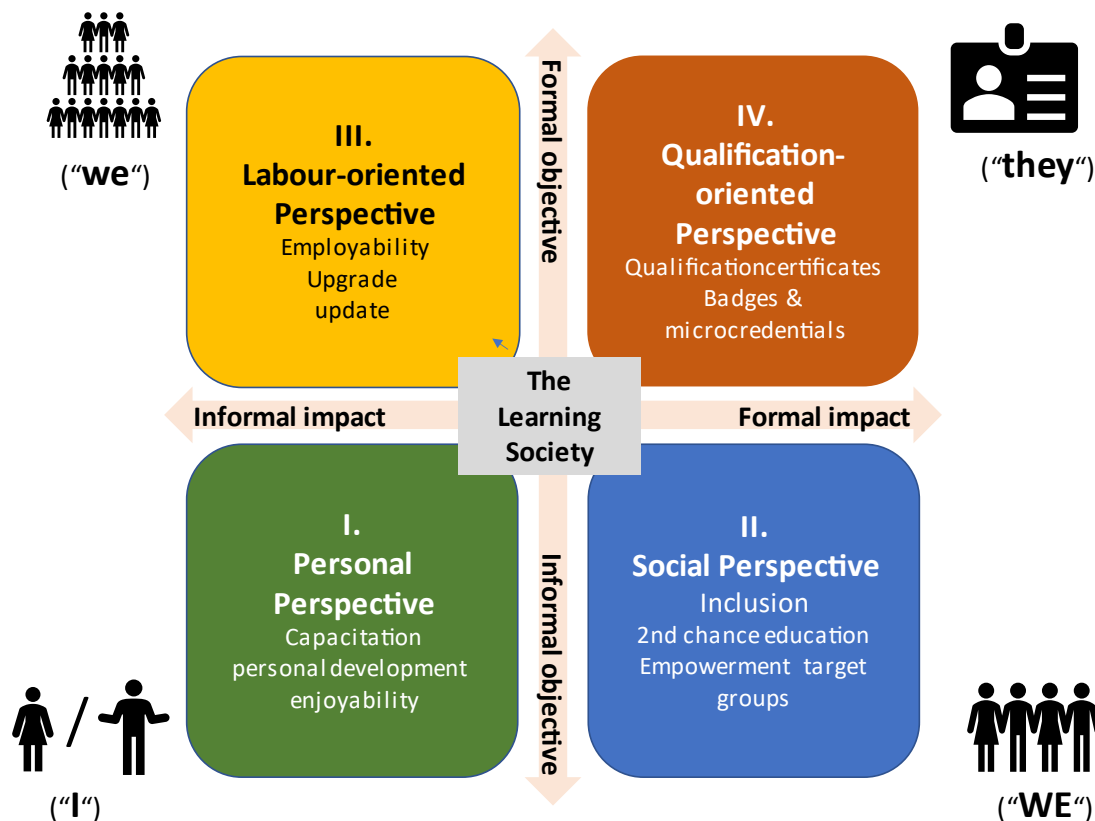 ("we")
III.
Labour-oriented
Perspective
Employability
Upgrade
update
Formal objective
IV.
Qualification-
oriented
Perspective
Qualificationcertificates
Badges &
microcredentials
("they")
Informal impact
The
Learning
Society
Formal impact
I.
Personal
Perspective
Capacitation
personal development
enjoyability
Informal objective
II.
Social Perspective
Inclusion
2nd chance education
Empowerment target
groups
/
("I")
("WE")